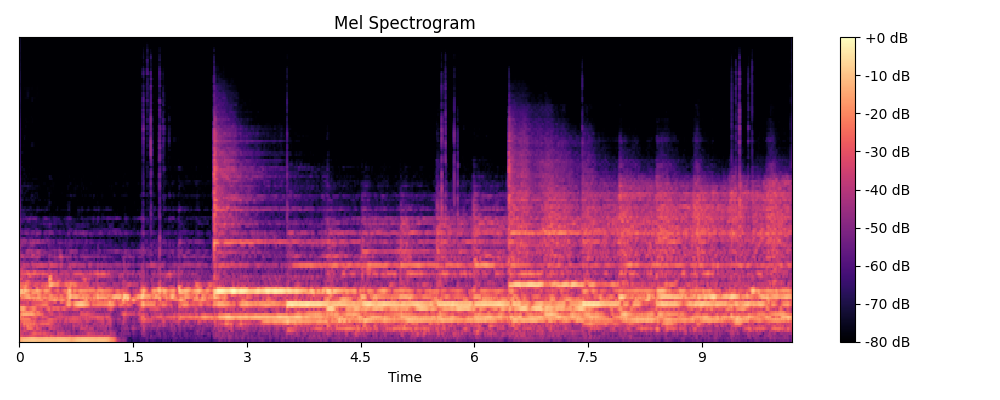 Mel Spectrogram
+0 dB
-10 dB
-20 dB
-30 dB
-40 dB
-50 dB
-60 dB
-70 dB
-80 dB
0 1.5 3 4.5 6 7.5 9
Time